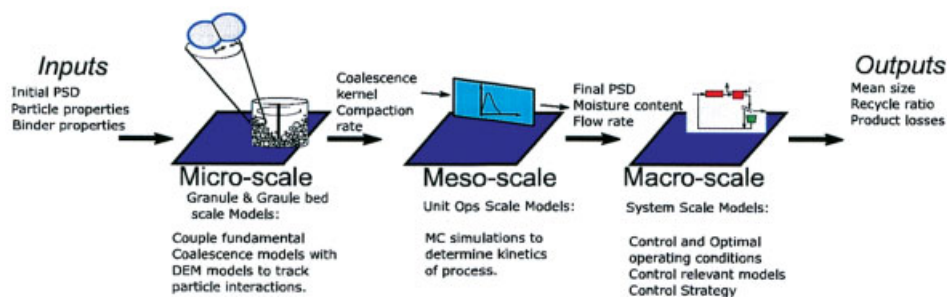 Inputs
Initial PSD
Particle properties
Binder properties
Micro-scale
Granule & Graule bed
scale Models:
Couple fundamental
Coalescence models with
DEM models to track
particle interactions.
Coalescence
kernel
Compaction
rate
Meso-scale
Unit Ops Scale Models:
MC simulations to
determine kinetics
of process.
Final PSD
Moisture content
Flow rate
Macro-scale
System Scale Models:
Control and Optimal
operating conditions
Control relevant models
Control Strategy
Outputs
Mean size
Recycle ratio
Product losses